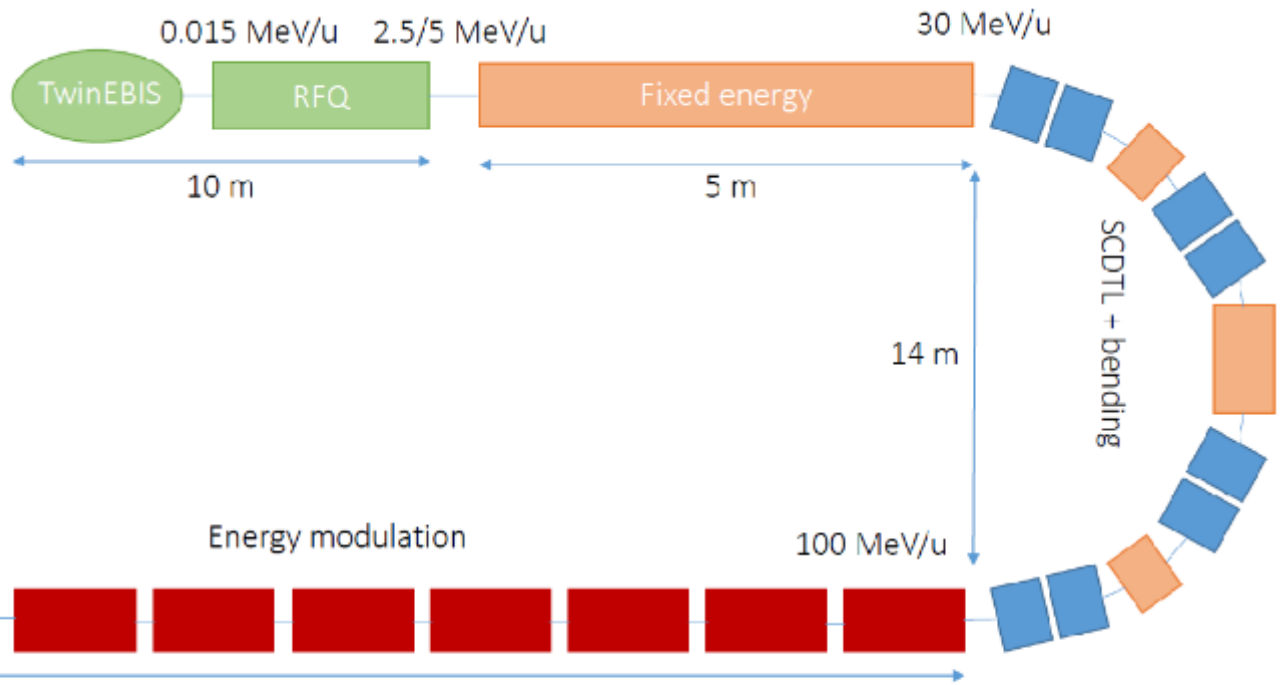 0.015 MeV/u
2.5/5 MeV/u
30 MeV/u
TwinEBIS
RFQ
Fixed energy
10 m
5 m
SCDTL + bending
14 m
Energy modulation
100 MeV/u